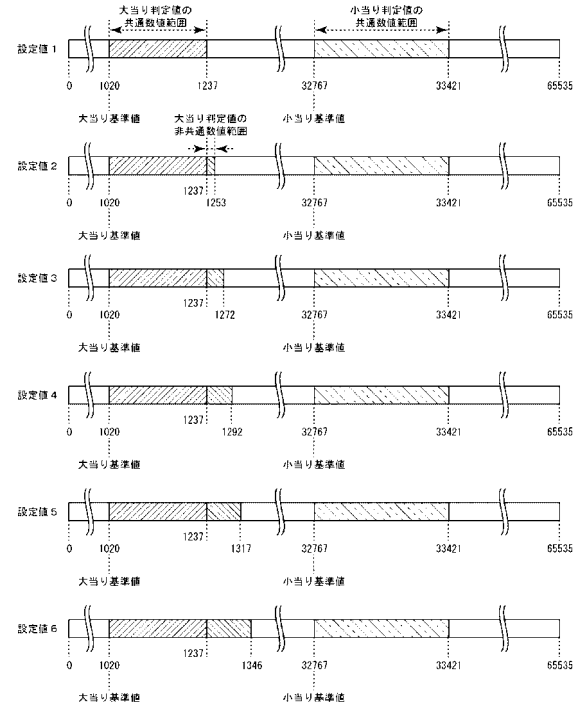 大当り判定値の
共通数値範囲
小当り判定値の
共通数値範囲
設定値1
0
1020
1237
32767
33421
65535
大当り基準値
小当り基準値
大当り判定値の
非共通数値範囲
設定値2
0
1020
1237
1253
32767
33421
65535
大当り基準値
小当り基準値
設定値3
0
1020
1237
1272
32767
33421
65535
大当り基準値
小当り基準値
設定値4
0
1020
1237
1292
32767
33421
65535
大当り基準値
小当り基準値
設定値5
0
1020
1237
1317
32767
33421
65535
大当り基準値
小当り基準値
設定値6
0
1020
1237
1346
32767
33421
65535
大当り基準値
小当り基準値